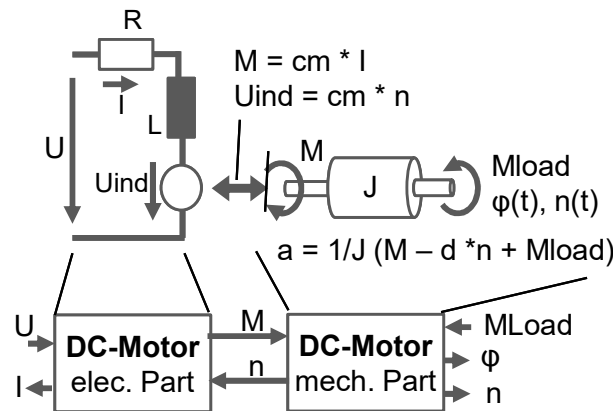 R
M = cm * I
Uind = cm * n
I
L
U
M
Uind
J
Mload
φ(t), n(t)
a = 1/J (M – d *n + Mload)
U
M
MLoad
DC-Motor
DC-Motor
φ
I
elec. Part
n
mech. Part
n